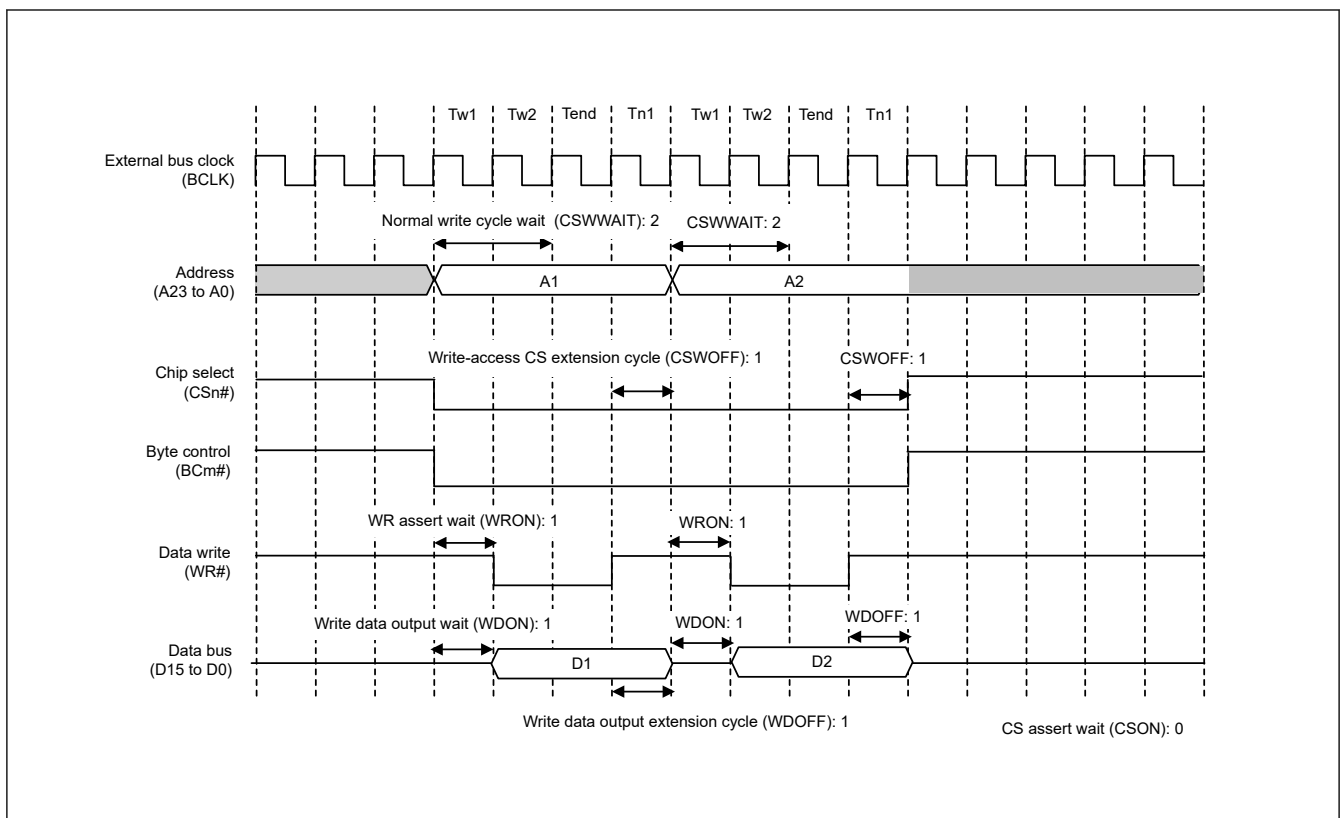 Tw1 Tw2 Tend Tn1 Tw1 Tw2 Tend Tn1
External bus clock
(BCLK)
Normal write cycle wait (CSWWAIT): 2
CSWWAIT: 2
Address
(A23 to A0)
A1
A2
Write-access CS extension cycle (CSWOFF): 1
CSWOFF: 1
Chip select
(CSn#)
Byte control
(BCm#)
WR assert wait (WRON): 1
WRON: 1
Data write
(WR#)
Write data output wait (WDON): 1
WDON: 1
WDOFF: 1
Data bus
(D15 to D0)
D1
D2
Write data output extension cycle (WDOFF): 1
CS assert wait (CSON): 0